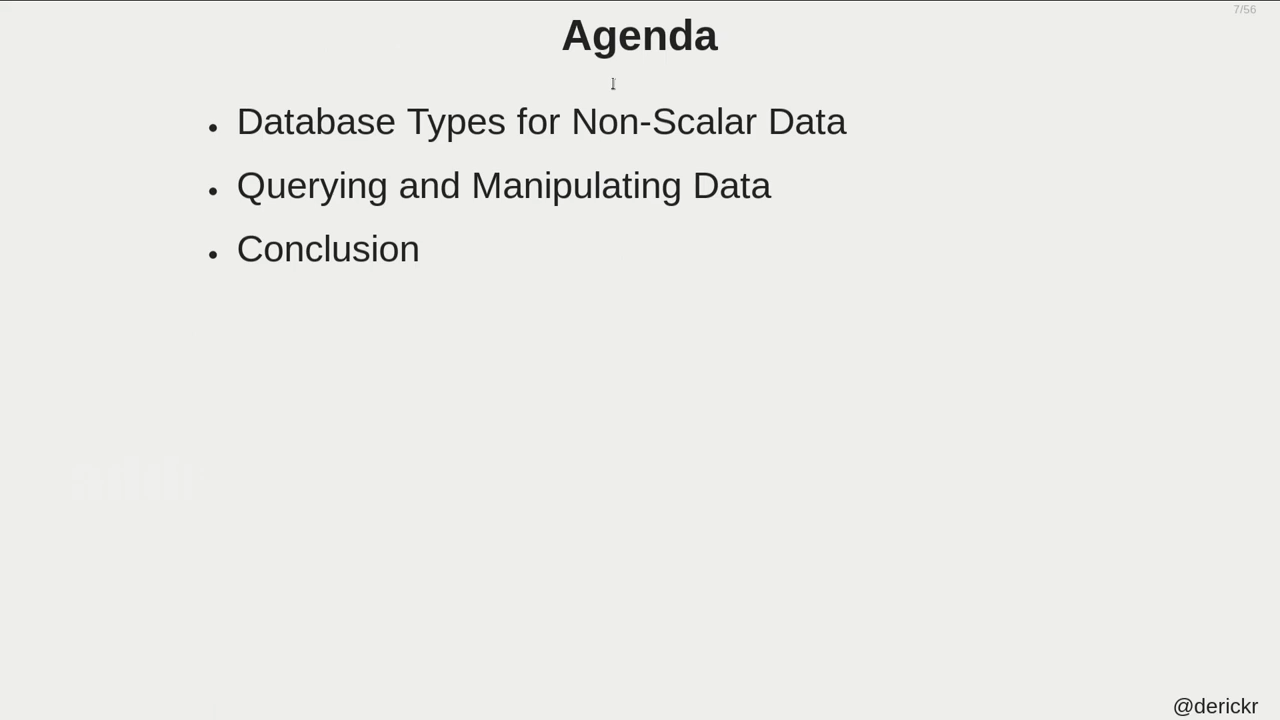 7/56
Agenda
• Database Types for Non-Scalar Data
• Querying and Manipulating Data
• Conclusion
@derickr